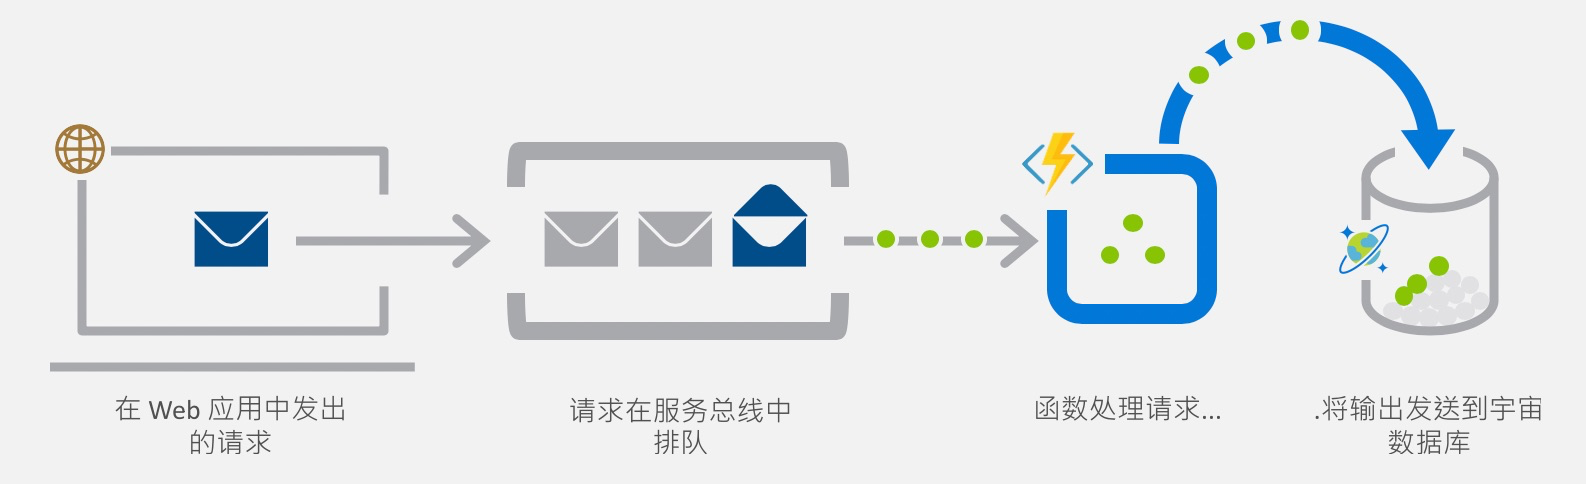 在 Web 应用中发出
的请求
请求在服务总线中
排队
函数处理请求...
.将输出发送到宇宙
数据库